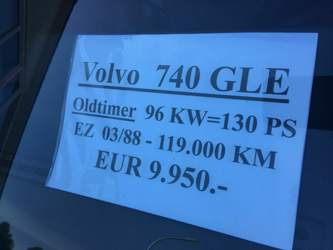 Volvo 740 GLE
Oldtimer 96 KW=130 PS
EZ 03/88 - 119.000 KM
EUR 9.950.-